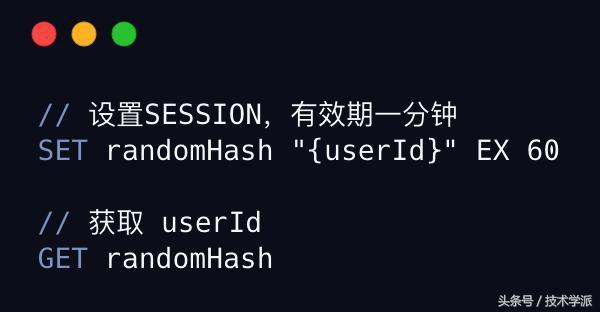 // 设置SESSION，有效期一分钟
SET randomHash "{userId}" EX 60
// 获取 userId
GET randomHash
头条号 / 技术学派